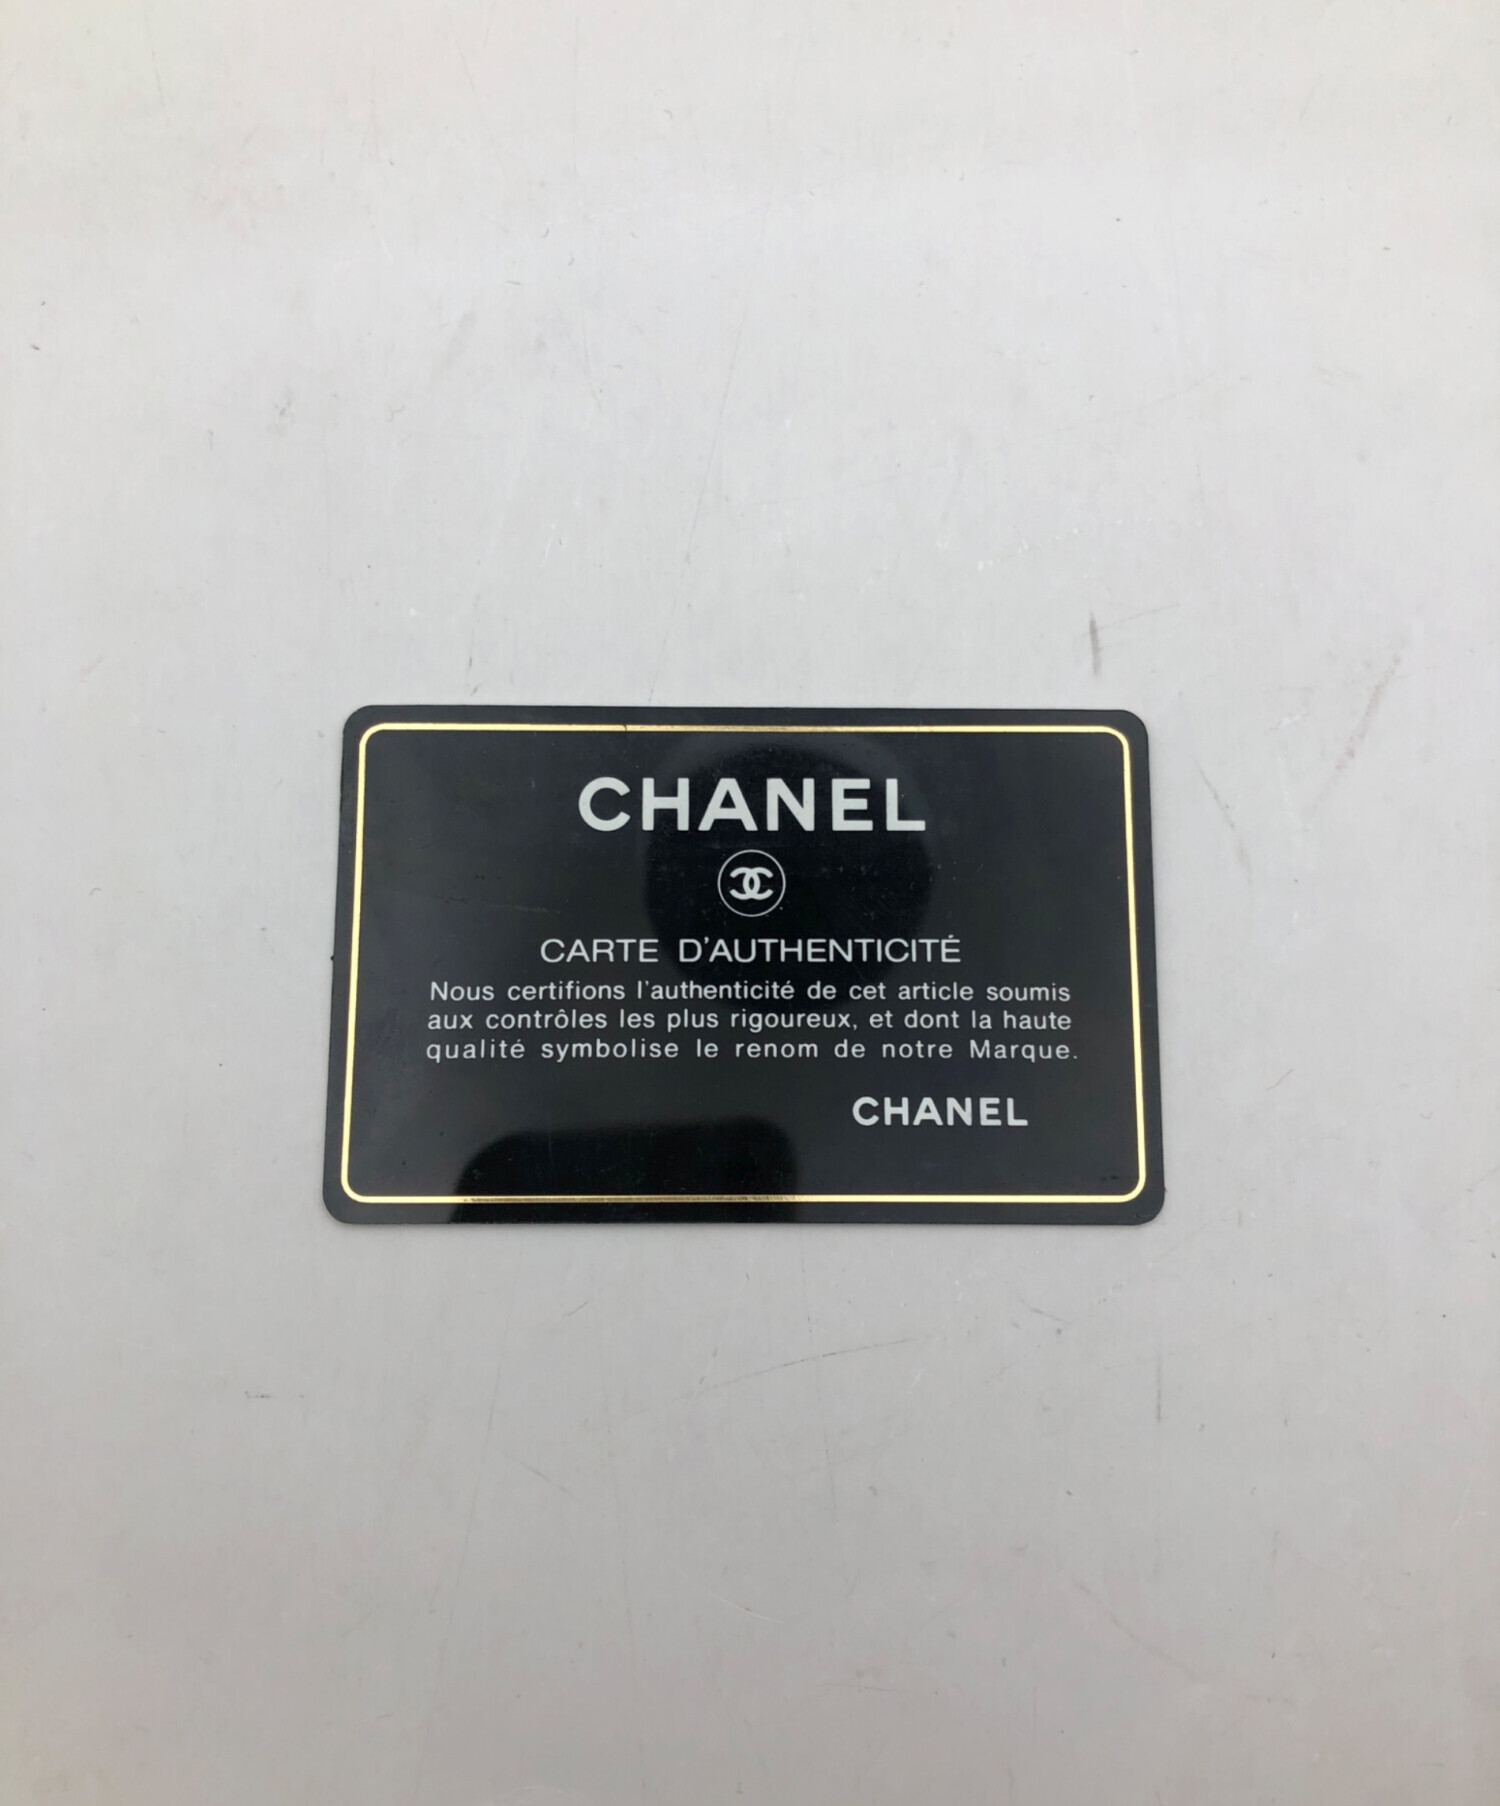 CHANEL
CARTE D'AUTHENTICITÉ
Nous certifions l'authenticité de cet article soumis
aux contrôles les plus rigoureux, et dont la haute
qualité symbolise le renom de notre Marque.
CHANEL